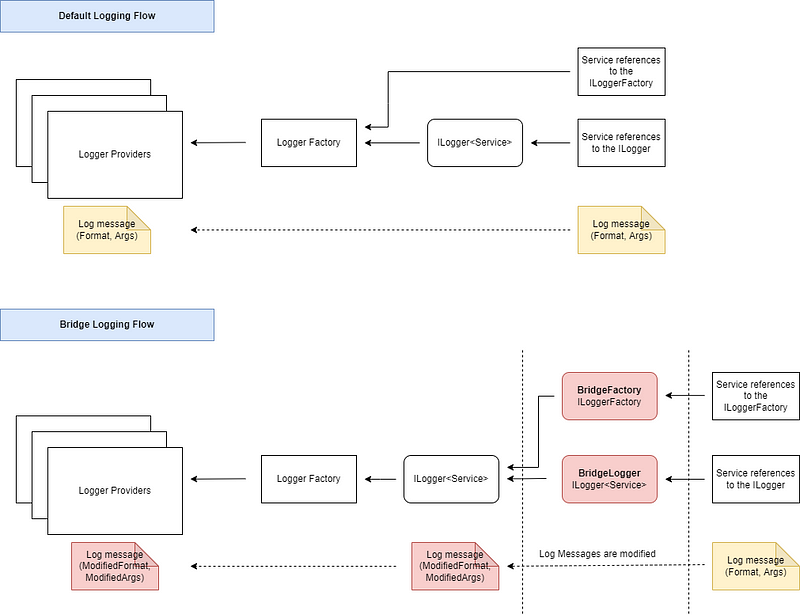 Default Logging Flow
Service references
to the
ILoggerFactory
Logger Providers
Logger Factory
ILogger<Service>
Service references
to the ILogger
Log message
(Format, Args)
Log message
(Format, Args)
Bridge Logging Flow
BridgeFactory
ILoggerFactory
Service references
to the
ILoggerFactory
Logger Providers
Logger Factory
ILogger<Service>
BridgeLogger
ILogger<Service>
Service references
to the ILogger
Log message
(ModifiedFormat,
ModifiedArgs)
Log message
(ModifiedFormat,
ModifiedArgs)
Log Messages are modified
Log message
(Format, Args)